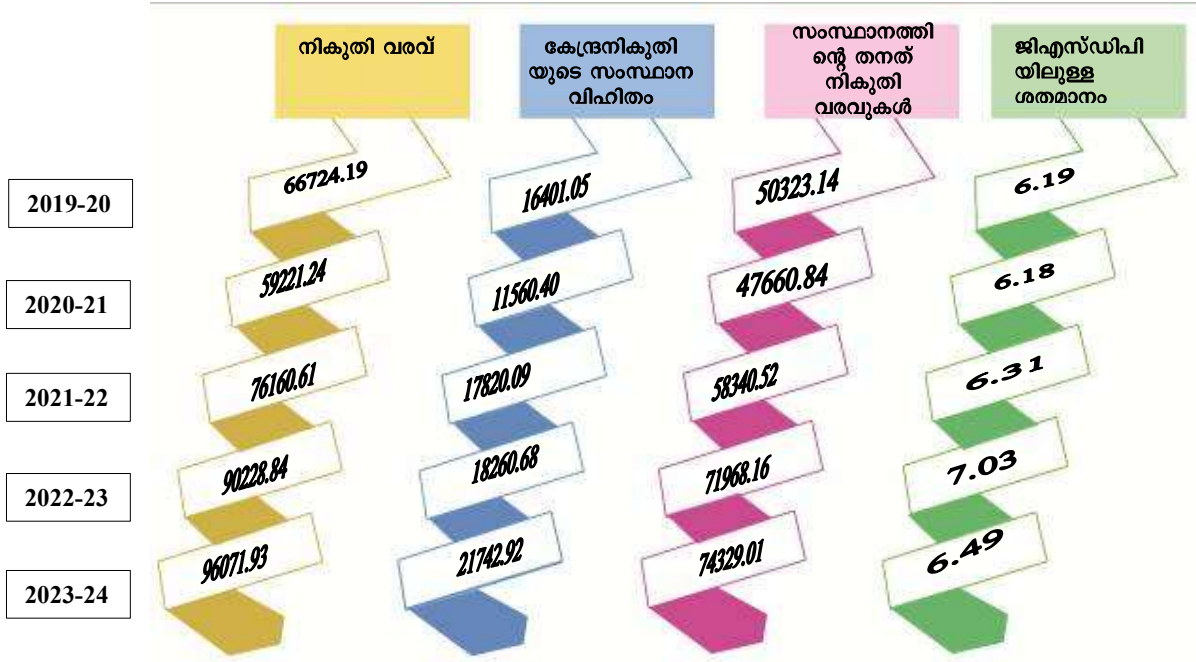 നികുതി വരവ്
കേന്ദ്രനികുതി
യുടെ സംസ്ഥാന
വിഹിതം
സംസ്ഥാനത്തി
ന്റെ തനത്
നികുതി
വരവുകൾ
ജിഎസ്ഡിപി
യിലുള്ള
ശതമാനം
2019-20
66724.19
16401.05
50323.14
6.19
2020-21
59221.24
11560.40
47660.84
6.18
2021-22
76160.61
17820.09
58340.52
6.31
2022-23
90228.84
18260.68
71968.16
7.03
2023-24
96071.93
21742.92
74329.01
6.49